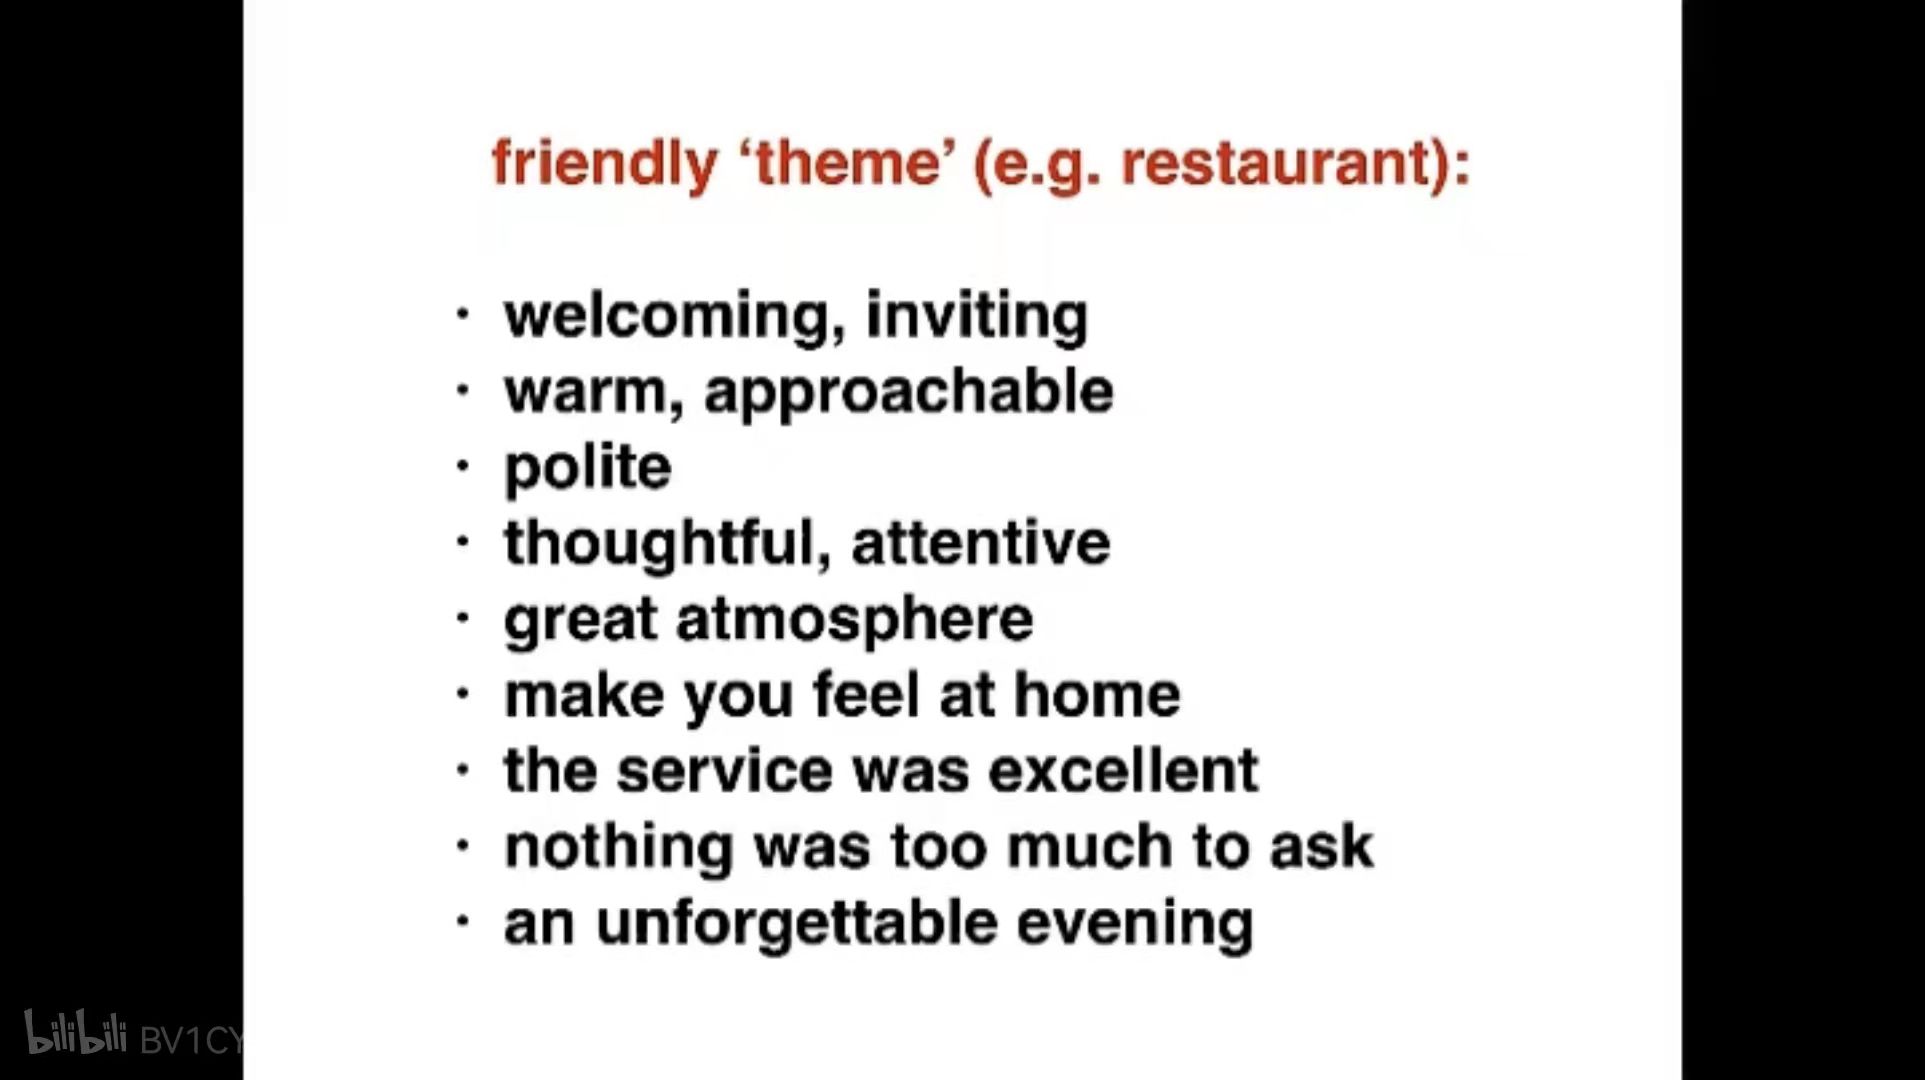 friendly ‘theme’ (e.g. restaurant):
· welcoming, inviting
· warm, approachable
· polite
· thoughtful, attentive
· great atmosphere
· make you feel at home
· the service was excellent
· nothing was too much to ask
· an unforgettable evening
bilibili BV1CY